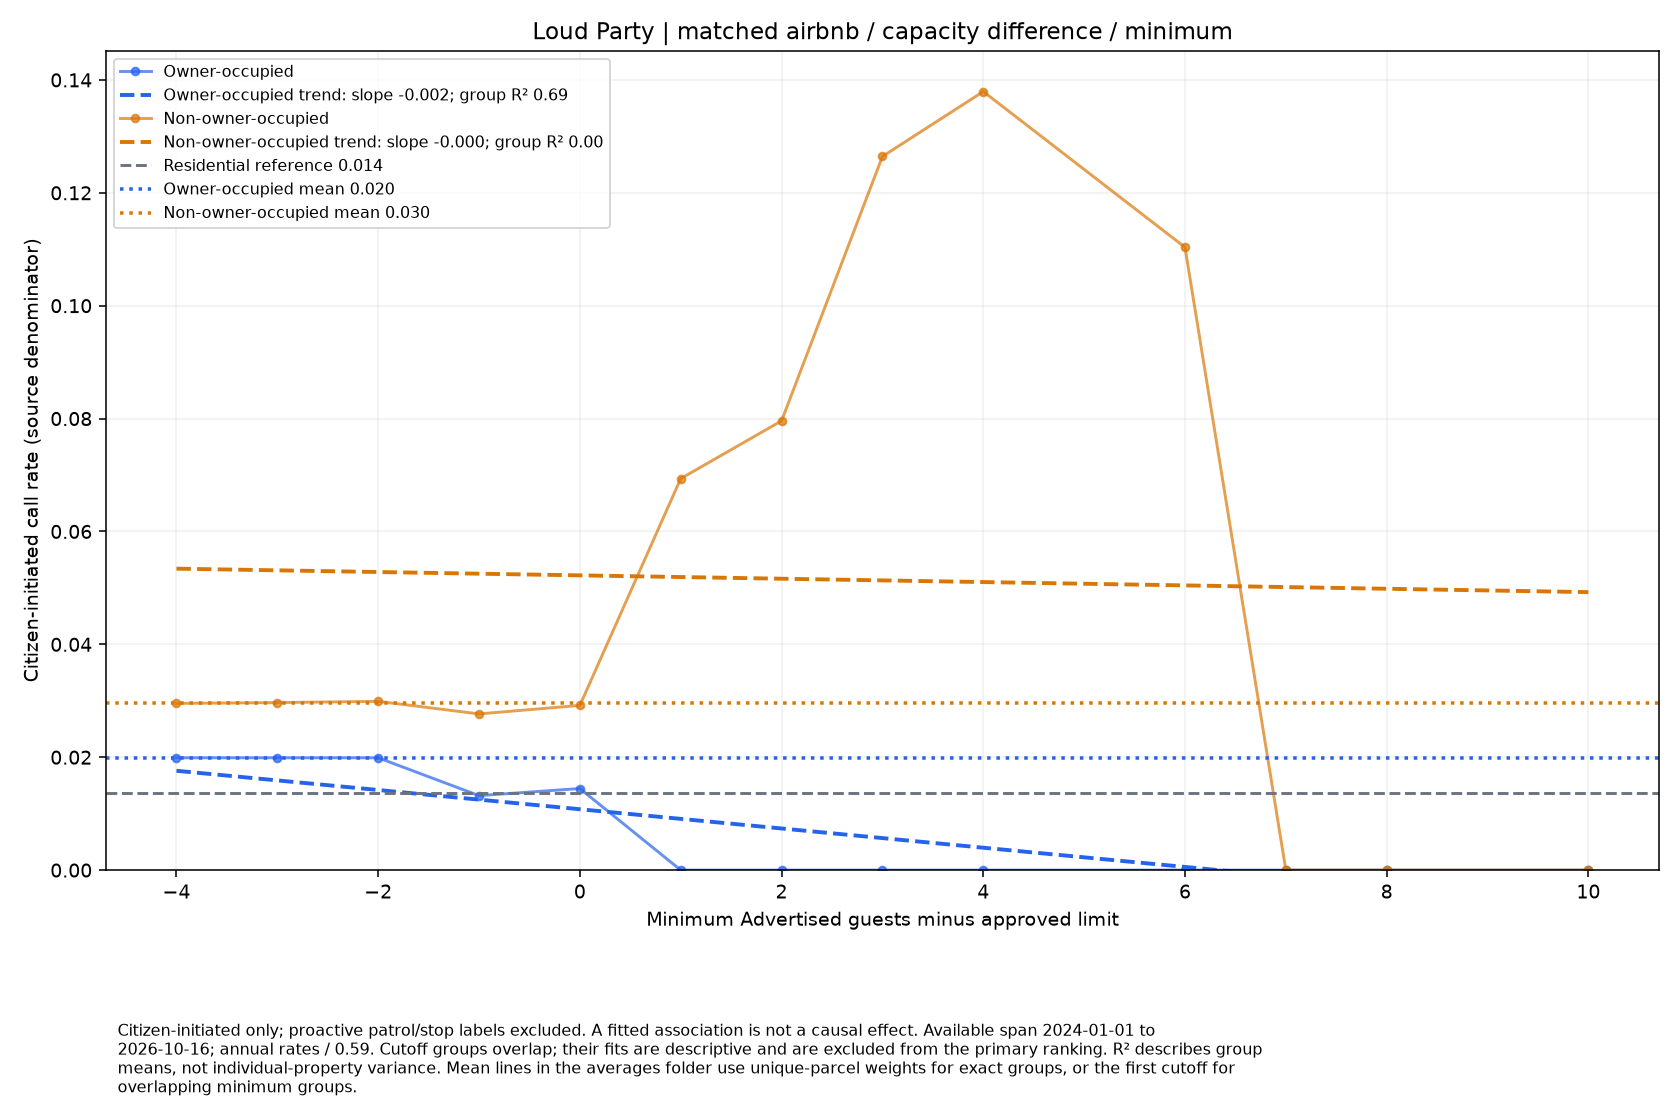 Loud Party | matched airbnb / capacity difference / minimum
Owner-occupied
Owner-occupied trend: slope -0.002; group R² 0.69
Non-owner-occupied
Non-owner-occupied trend: slope -0.000; group R² 0.00
Residential reference 0.014
Owner-occupied mean 0.020
Non-owner-occupied mean 0.030
Citizen-initiated call rate (source denominator)
0.14
0.12
0.10
0.08
0.06
0.04
0.02
0.00
−4 −2 0 2 4 6 8 10
Minimum Advertised guests minus approved limit
Citizen-initiated only; proactive patrol/stop labels excluded. A fitted association is not a causal effect. Available span 2024-01-01 to
2026-10-16; annual rates / 0.59. Cutoff groups overlap; their fits are descriptive and are excluded from the primary ranking. R² describes group
means, not individual-property variance. Mean lines in the averages folder use unique-parcel weights for exact groups, or the first cutoff for
overlapping minimum groups.